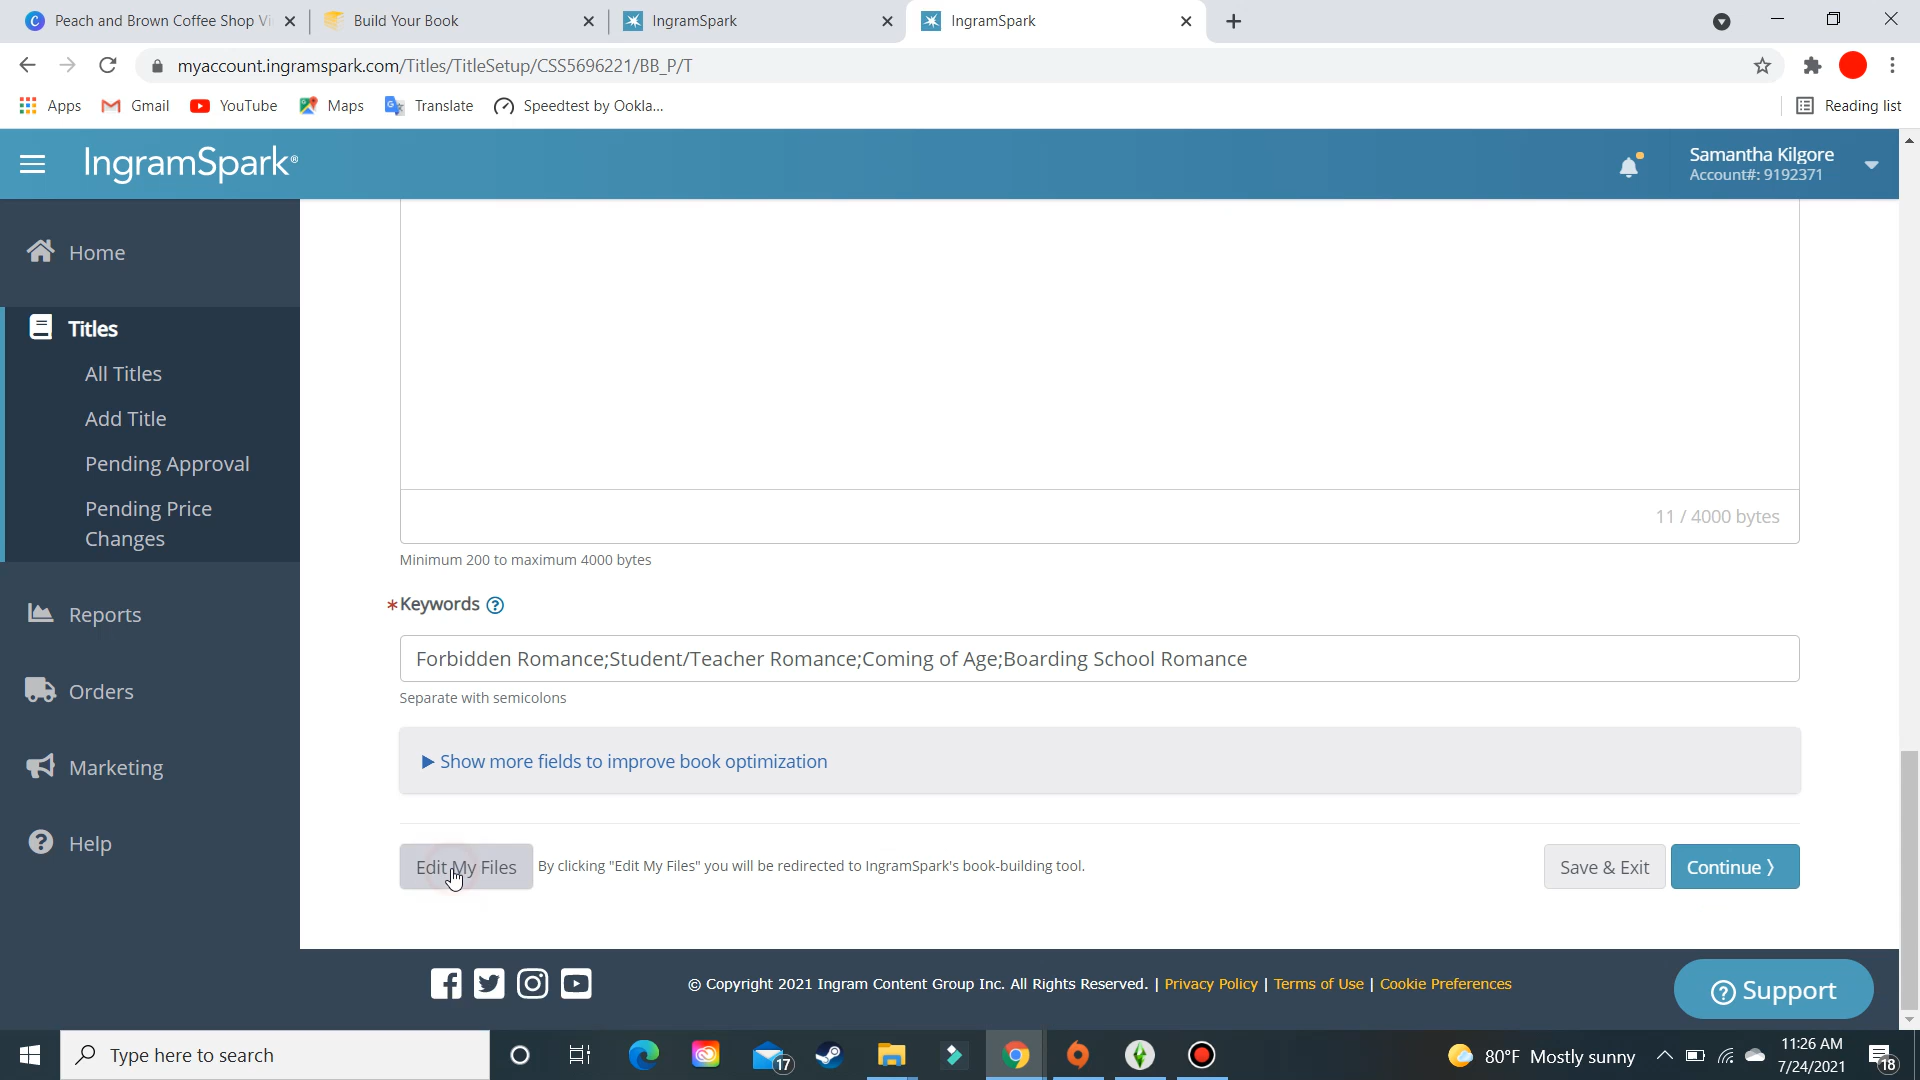 Peach and Brown Coffee Shop Vi
Build Your Book
IngramSpark
IngramSpark
myaccount.ingramspark.com/Titles/TitleSetup/CSS5696221/BB_P/T
Apps
Gmail
YouTube
Maps
Translate
Speedtest by Ookla...
Reading list
IngramSpark®
Samantha Kilgore
Account#: 9192371
Home
Titles
All Titles
Add Title
Pending Approval
Pending Price
Changes
Reports
Orders
Marketing
Help
11 / 4000 bytes
Minimum 200 to maximum 4000 bytes
*Keywords ?
Forbidden Romance;Student/Teacher Romance;Coming of Age;Boarding School Romance
Separate with semicolons
▶ Show more fields to improve book optimization
Edit My Files
By clicking "Edit My Files" you will be redirected to IngramSpark's book-building tool.
Save & Exit
Continue ⟩
© Copyright 2021 Ingram Content Group Inc. All Rights Reserved. | Privacy Policy | Terms of Use | Cookie Preferences
? Support
Type here to search
17
80°F Mostly sunny
11:26 AM
7/24/2021
18